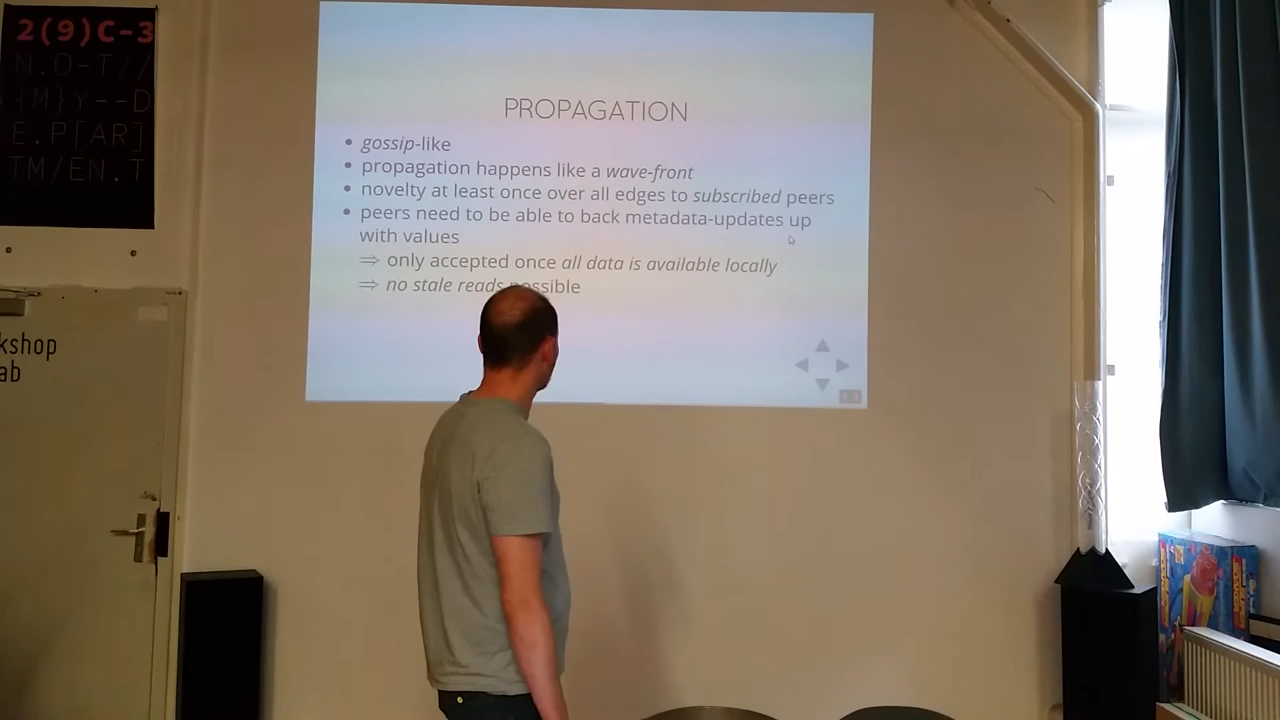 2(9)C-3
N.O-T//
{M}Y--D
E.P[AR]
TM/EN.T
kshop
ab
PROPAGATION
gossip-like
propagation happens like a wave-front
novelty at least once over all edges to subscribed peers
peers need to be able to back metadata-updates up
with values
⇒ only accepted once all data is available locally
⇒ no stale reads possible